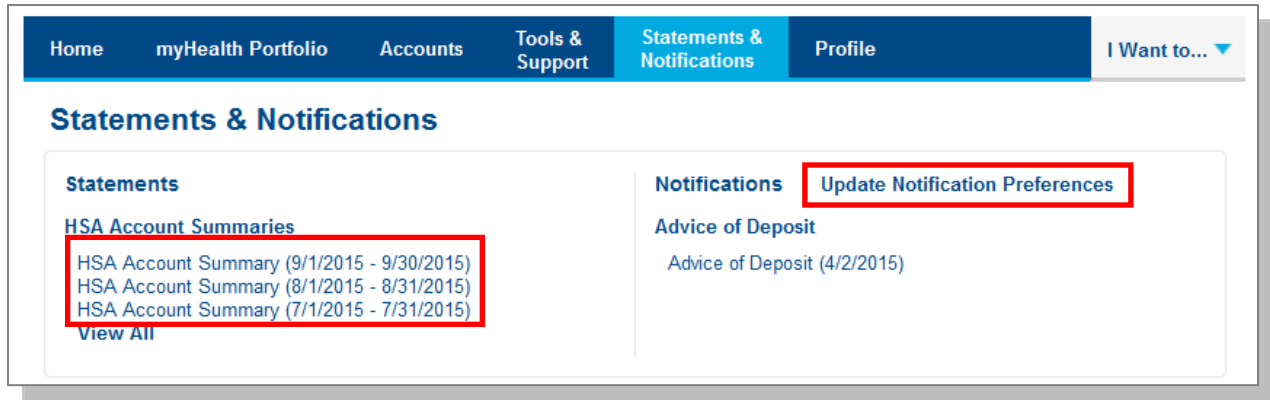 Home myHealth Portfolio Accounts Tools & Support Statements & Notifications Profile I Want to...
Statements & Notifications
Statements
HSA Account Summaries
HSA Account Summary (9/1/2015 - 9/30/2015)
HSA Account Summary (8/1/2015 - 8/31/2015)
HSA Account Summary (7/1/2015 - 7/31/2015)
View All
Notifications Update Notification Preferences
Advice of Deposit
Advice of Deposit (4/2/2015)